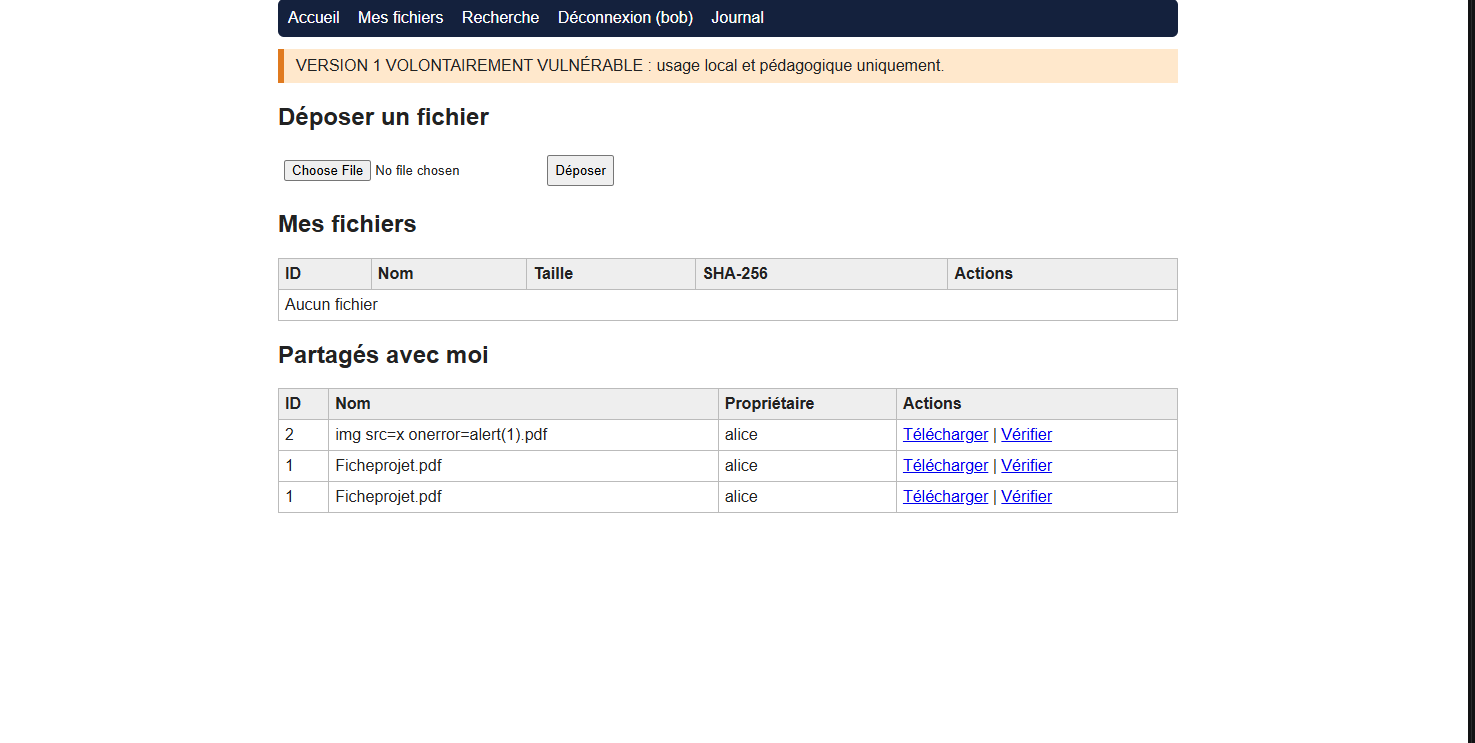 Accueil Mes fichiers Recherche Déconnexion (bob) Journal
VERSION 1 VOLONTAIREMENT VULNÉRABLE : usage local et pédagogique uniquement.
Déposer un fichier
Choose File No file chosen Déposer
Mes fichiers
ID Nom Taille SHA-256 Actions
Aucun fichier
Partagés avec moi
ID Nom Propriétaire Actions
2 img src=x onerror=alert(1).pdf alice Télécharger | Vérifier
1 Ficheprojet.pdf alice Télécharger | Vérifier
1 Ficheprojet.pdf alice Télécharger | Vérifier